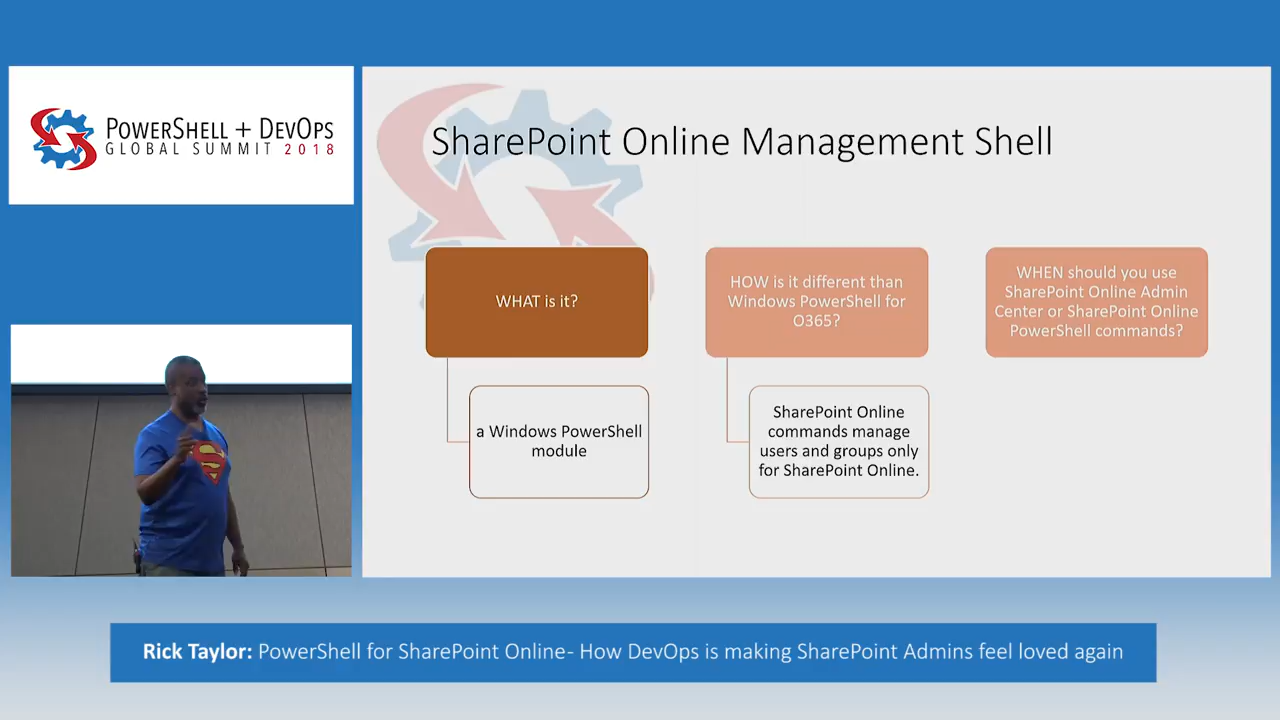 POWERSHELL + DEVOPS
GLOBAL SUMMIT 2018
SharePoint Online Management Shell
WHAT is it?
a Windows PowerShell
module
HOW is it different than
Windows PowerShell for
O365?
SharePoint Online
commands manage
users and groups only
for SharePoint Online.
WHEN should you use
SharePoint Online Admin
Center or SharePoint Online
PowerShell commands?
Rick Taylor: PowerShell for SharePoint Online- How DevOps is making SharePoint Admins feel loved again